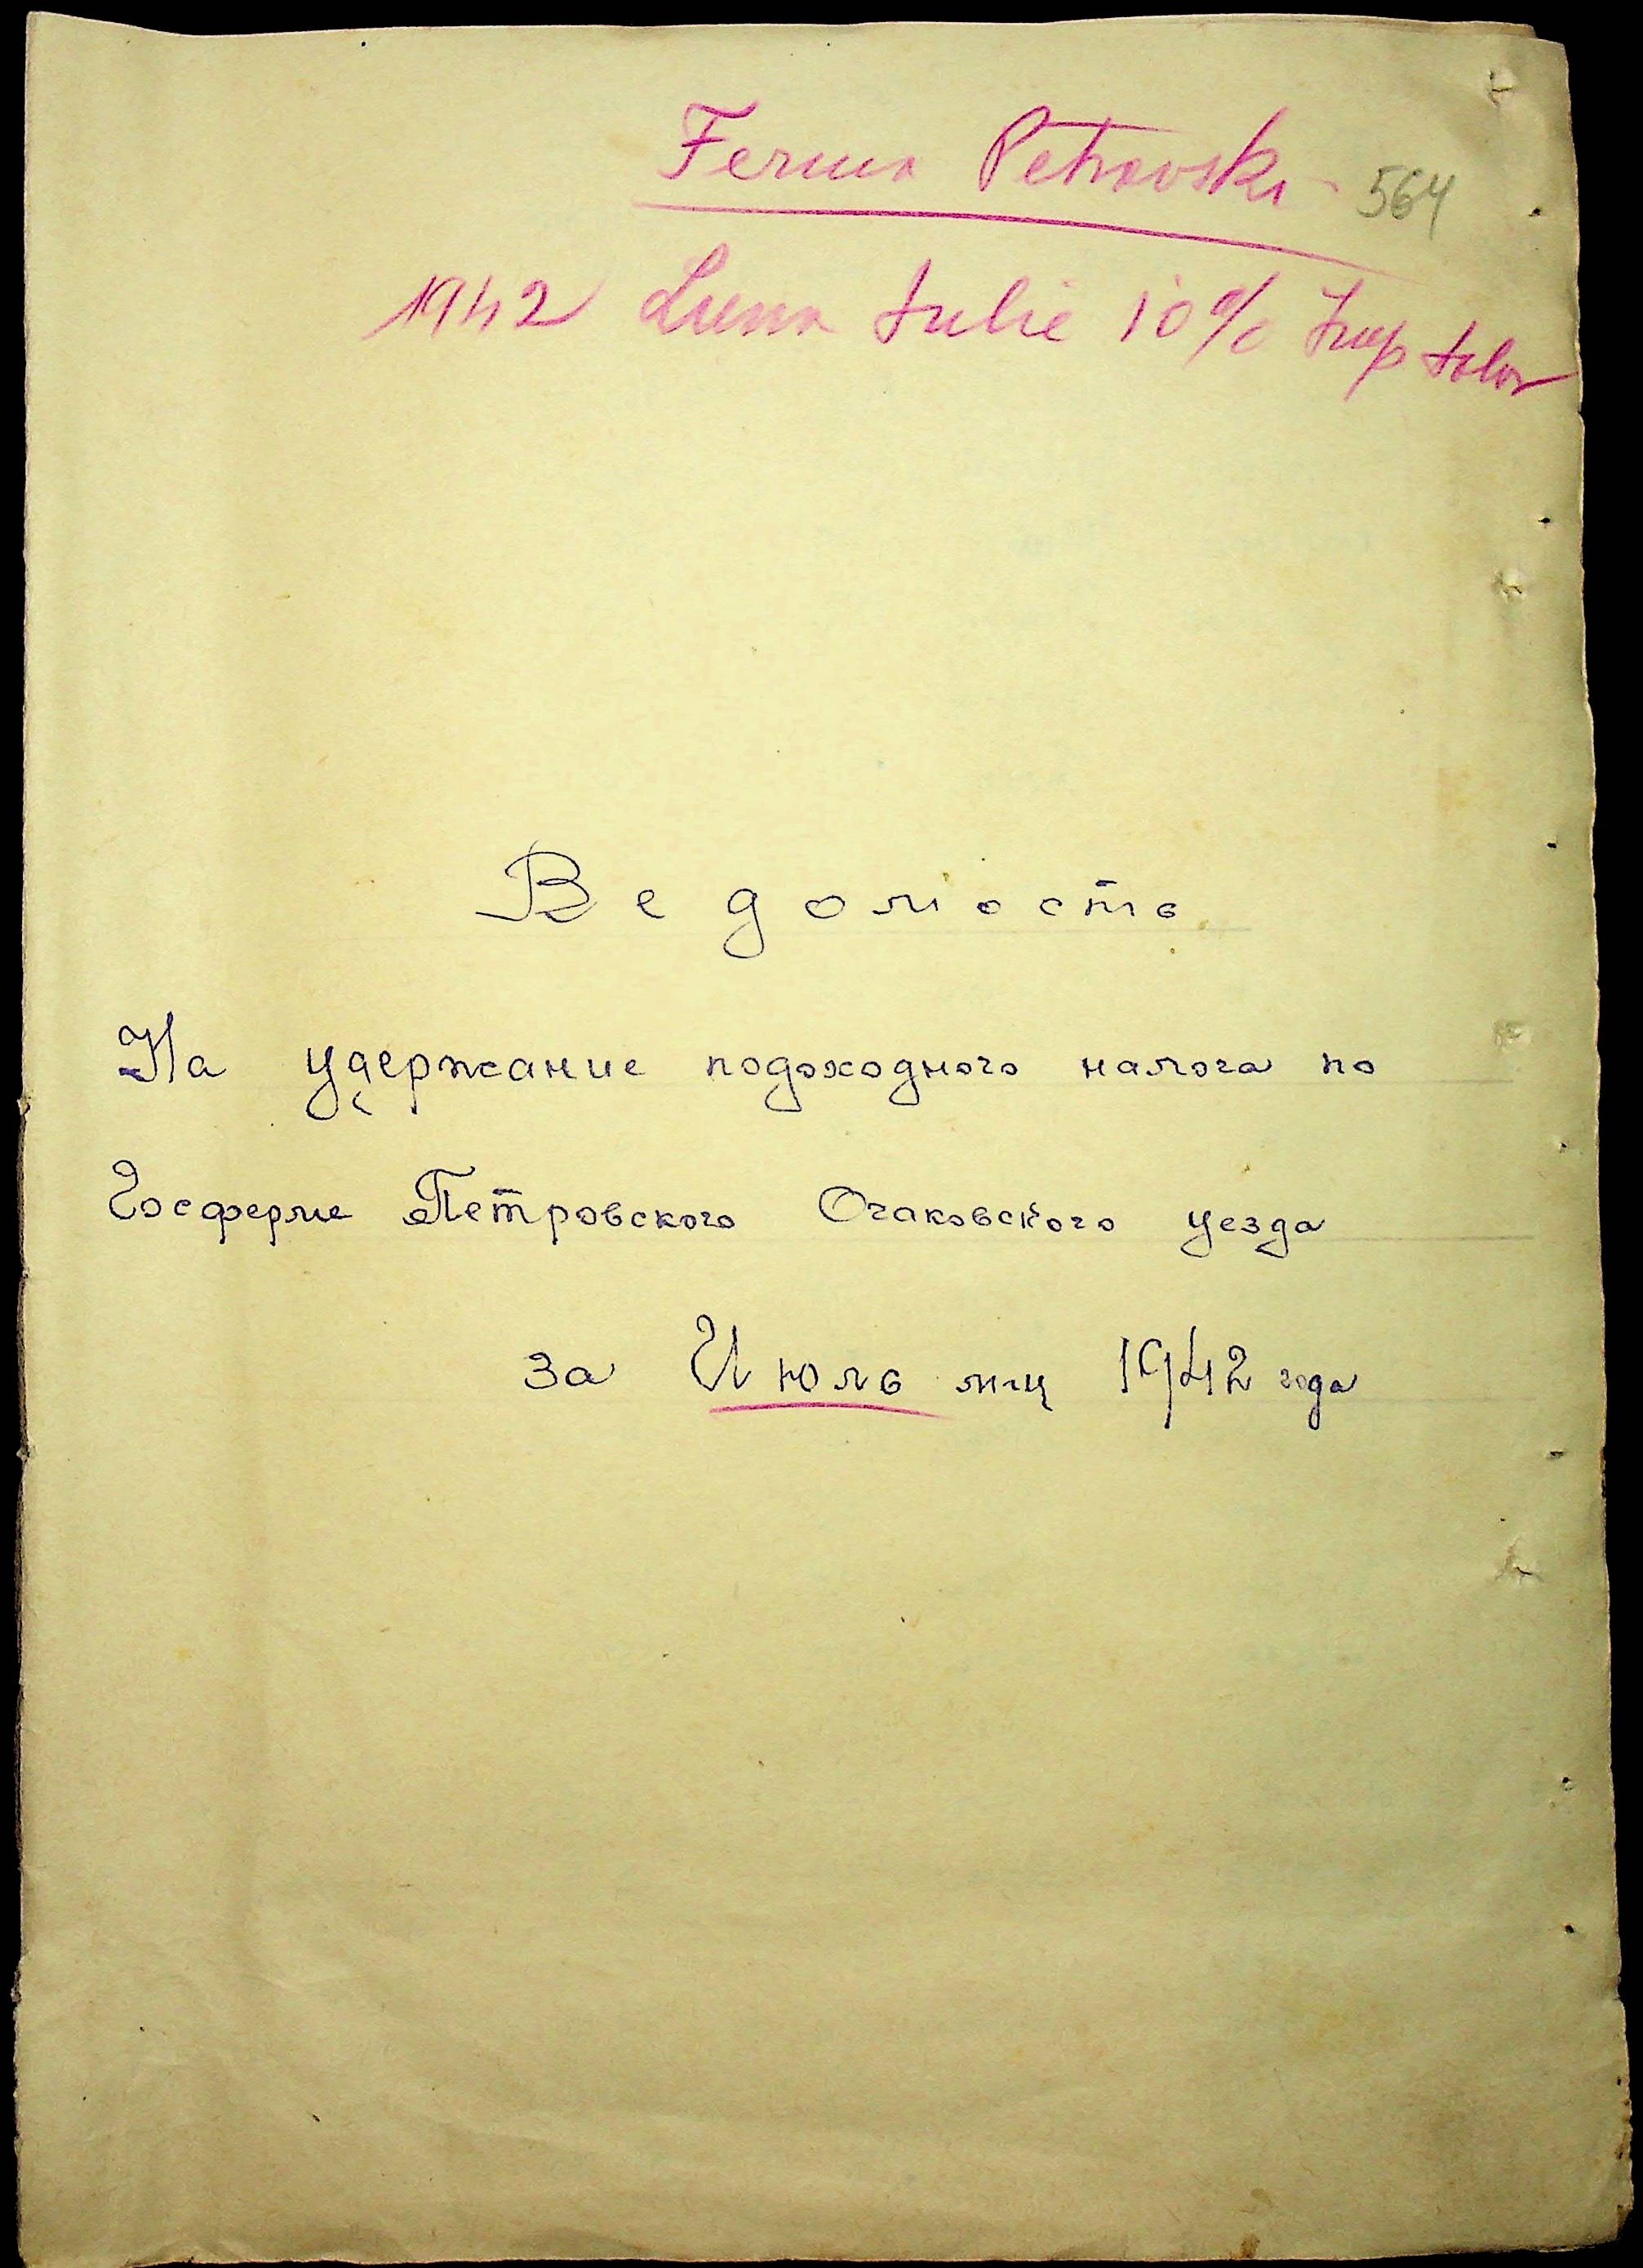 Ferma Petrovski 564
1942 Luna Iulie 10% Imp Salar
Ведомость
На удержание подоходного налога по
Госферме Петровского Очаковского уезда
за Июль м-ц 1942 года